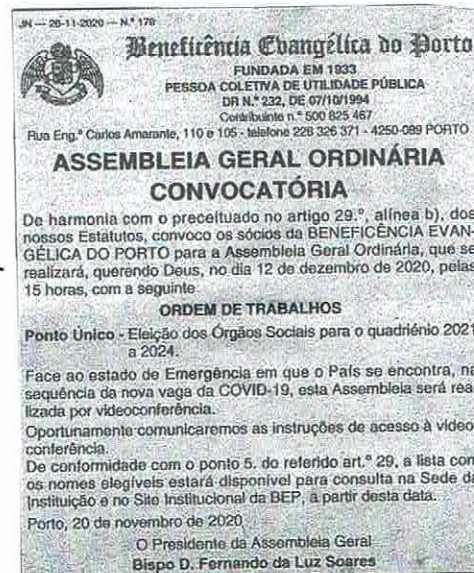 JN — 26-11-2020 — N.º 178
Beneficência Evangélica do Porto
FUNDADA EM 1933
PESSOA COLETIVA DE UTILIDADE PÚBLICA
DR N.º 232, DE 07/10/1994
Contribuinte n.º 500 825 467
Rua Eng.º Carlos Amarante, 110 e 105 - telefone 228 326 371 - 4250-089 PORTO
ASSEMBLEIA GERAL ORDINÁRIA
CONVOCATÓRIA
De harmonia com o preceituado no artigo 29.º, alínea b), dos
nossos Estatutos, convoco os sócios da BENEFICÊNCIA EVAN-
GÉLICA DO PORTO para a Assembleia Geral Ordinária, que se
realizará, querendo Deus, no dia 12 de dezembro de 2020, pelas
15 horas, com a seguinte
ORDEM DE TRABALHOS
Ponto Único - Eleição dos Órgãos Sociais para o quadriénio 2021
a 2024.
Face ao estado de Emergência em que o País se encontra, na
sequência da nova vaga da COVID-19, esta Assembleia será rea-
lizada por videoconferência.
Oportunamente comunicaremos as instruções de acesso à video-
conferência.
De conformidade com o ponto 5. do referido art.º 29, a lista com
os nomes elegíveis estará disponível para consulta na Sede da
Instituição e no Site Institucional da BEP, a partir desta data.
Porto, 20 de novembro de 2020
O Presidente da Assembleia Geral
Bispo D. Fernando da Luz Soares